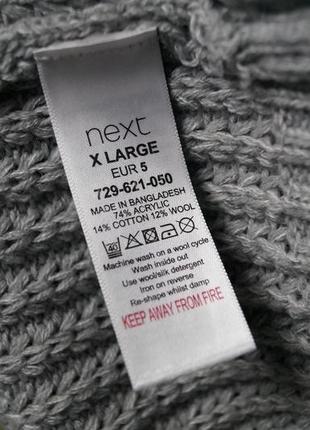 next
X LARGE
EUR 5
729-621-050
MADE IN BANGLADESH
74% ACRYLIC
14% COTTON 12% WOOL
40
Machine wash on a wool cycle
Wash inside out
Use wool/silk detergent
Iron on reverse
Re-shape whilst damp
KEEP AWAY FROM FIRE